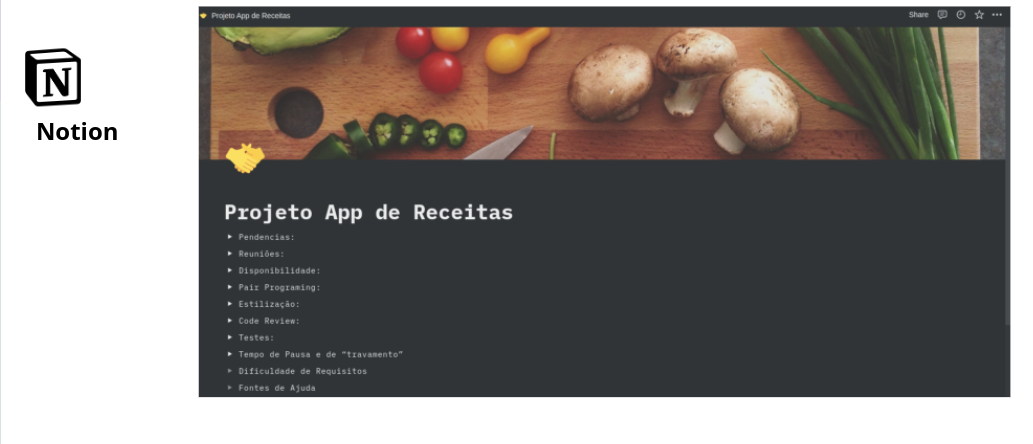 Projeto App de Receitas
Share
N
Notion
Projeto App de Receitas
Pendencias:
Reuniões:
Disponibilidade:
Pair Programing:
Estilização:
Code Review:
Testes:
Tempo de Pausa e de “travamento”
Dificuldade de Requisitos
Fontes de Ajuda